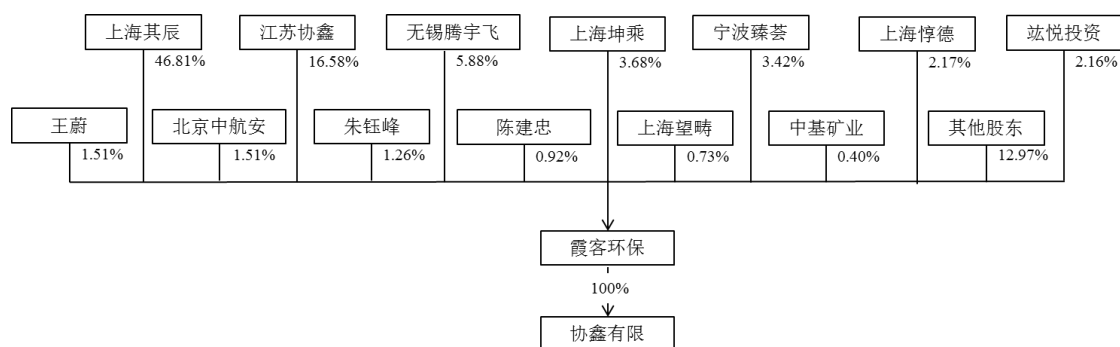 上海其辰 江苏协鑫 无锡腾宇飞 上海坤乘 宁波臻荟 上海惇德 竑悦投资
46.81% 16.58% 5.88% 3.68% 3.42% 2.17% 2.16%
王蔚 北京中航安 朱钰峰 陈建忠 上海望畴 中基矿业 其他股东
1.51% 1.51% 1.26% 0.92% 0.73% 0.40% 12.97%
霞客环保
100%
协鑫有限